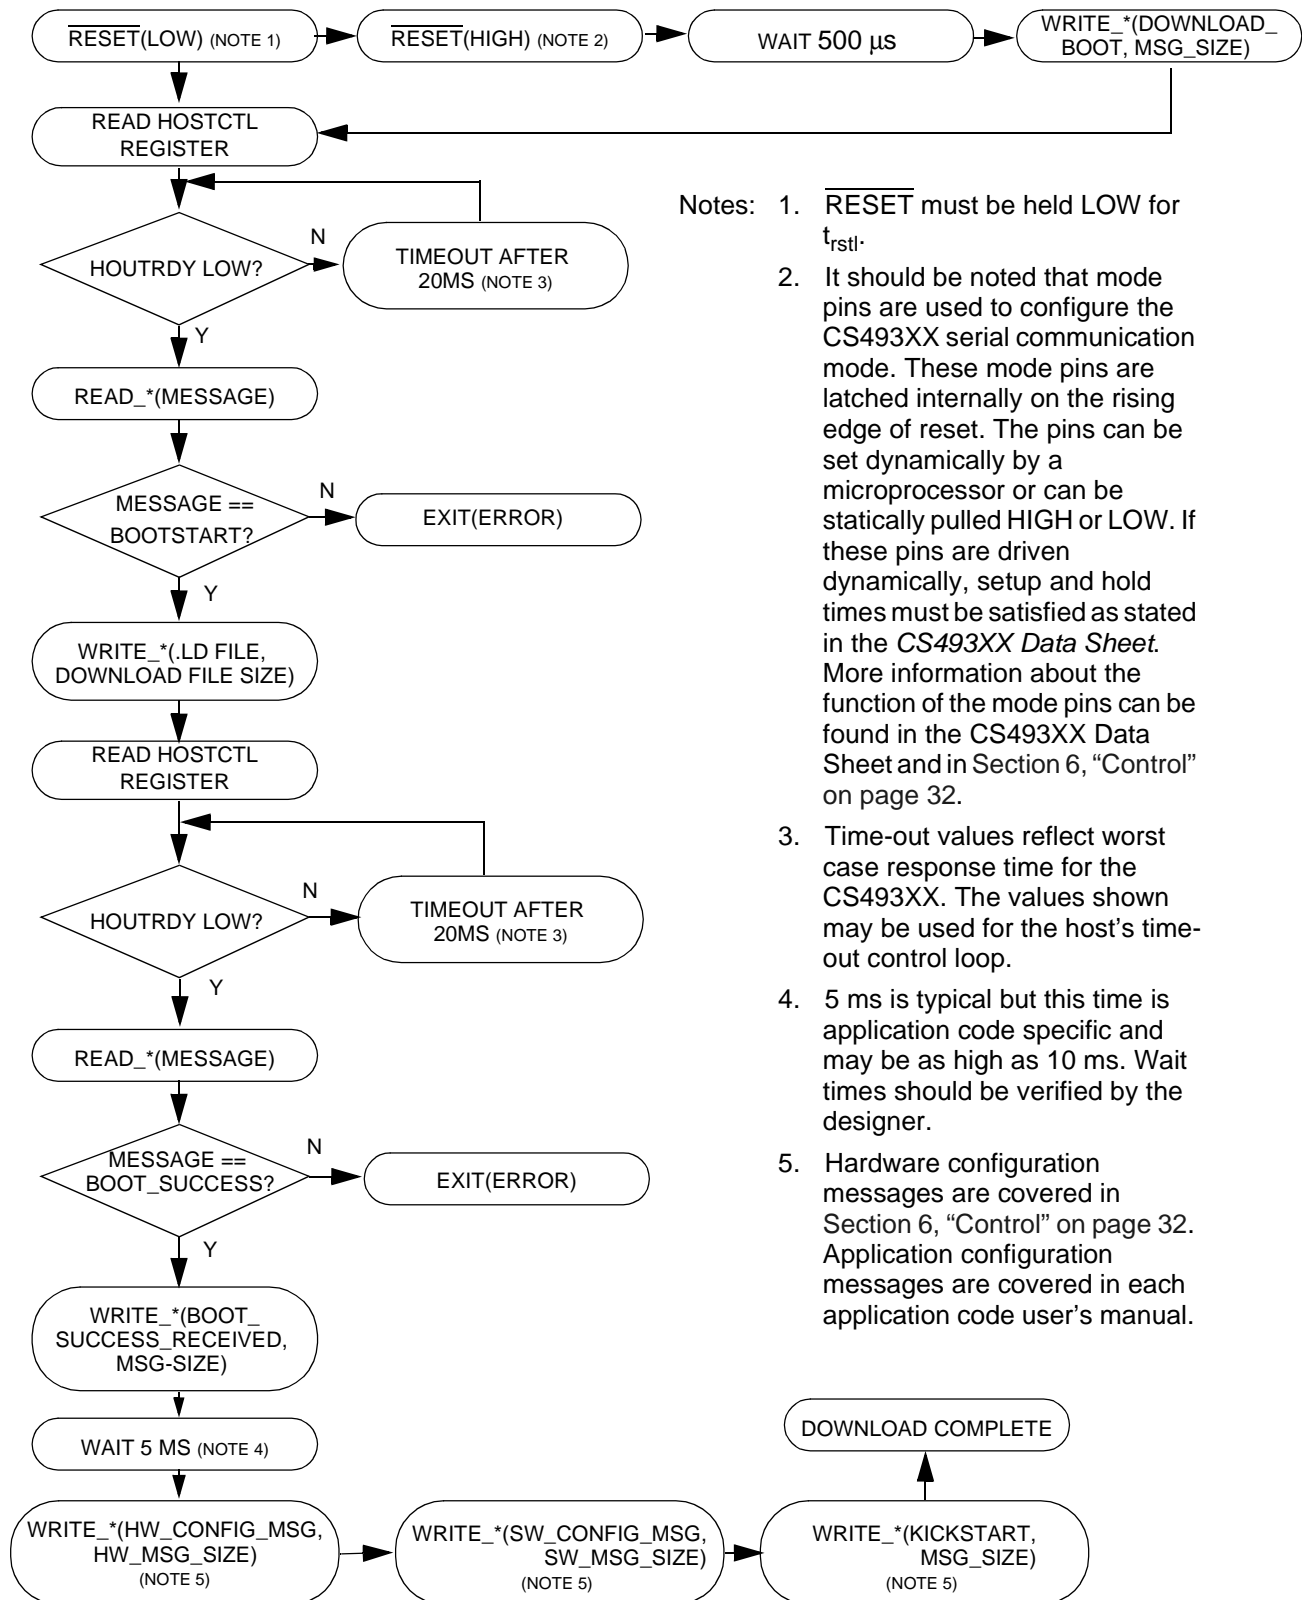 RESET(LOW) (NOTE 1)
RESET(HIGH) (NOTE 2)
WAIT 500 µs
WRITE_*(DOWNLOAD_
BOOT, MSG_SIZE)
READ HOSTCTL
REGISTER
HOUTRDY LOW?
N
TIMEOUT AFTER
20MS (NOTE 3)
Y
READ_*(MESSAGE)
MESSAGE ==
BOOTSTART?
N
EXIT(ERROR)
Y
WRITE_*(.LD FILE,
DOWNLOAD FILE SIZE)
READ HOSTCTL
REGISTER
HOUTRDY LOW?
N
TIMEOUT AFTER
20MS (NOTE 3)
Y
READ_*(MESSAGE)
MESSAGE ==
BOOT_SUCCESS?
N
EXIT(ERROR)
Y
WRITE_*(BOOT_
SUCCESS_RECEIVED,
MSG-SIZE)
WAIT 5 MS (NOTE 4)
WRITE_*(HW_CONFIG_MSG,
HW_MSG_SIZE)
(NOTE 5)
WRITE_*(SW_CONFIG_MSG,
SW_MSG_SIZE)
(NOTE 5)
WRITE_*(KICKSTART,
MSG_SIZE)
(NOTE 5)
DOWNLOAD COMPLETE
Notes: 1. RESET must be held LOW for
trstl.
2. It should be noted that mode
pins are used to configure the
CS493XX serial communication
mode. These mode pins are
latched internally on the rising
edge of reset. The pins can be
set dynamically by a
microprocessor or can be
statically pulled HIGH or LOW. If
these pins are driven
dynamically, setup and hold
times must be satisfied as stated
in the CS493XX Data Sheet.
More information about the
function of the mode pins can be
found in the CS493XX Data
Sheet and in Section 6, “Control”
on page 32.
3. Time-out values reflect worst
case response time for the
CS493XX. The values shown
may be used for the host’s time-
out control loop.
4. 5 ms is typical but this time is
application code specific and
may be as high as 10 ms. Wait
times should be verified by the
designer.
5. Hardware configuration
messages are covered in
Section 6, “Control” on page 32.
Application configuration
messages are covered in each
application code user’s manual.